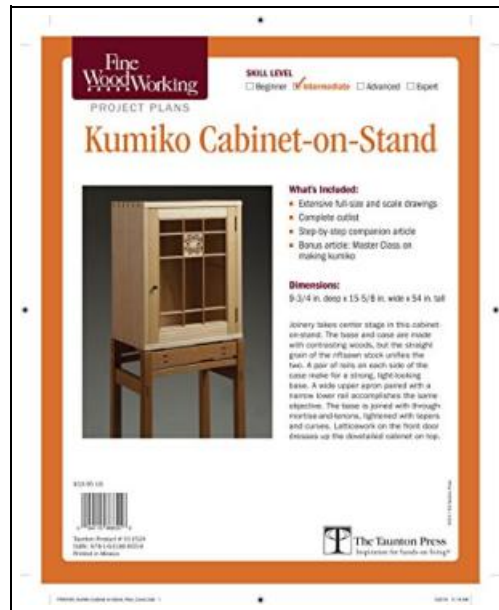 Fine
WoodWorking
PROJECT PLANS
SKILL LEVEL
Beginner Intermediate Advanced Expert
Kumiko Cabinet-on-Stand
What's Included:
Extensive full-size and scale drawings
Complete cutlist
Step-by-step companion article
Bonus article: Master Class on
making kumiko
Dimensions:
9-3/4 in. deep x 15-5/8 in. wide x 54 in. tall
Joinery takes center stage in this cabinet-
on-stand. The base and case are made
with contrasting woods, but the straight
grain of the riftsawn stock unifies the
two. A pair of rails on each side of the
case make for a strong, light-looking
base. A wide upper apron paired with a
narrow lower rail accomplishes the same
objective. The base is joined with through
mortise-and-tenons, lightened with tapers
and curves. Latticework on the front door
dresses up the dovetailed cabinet on top.
Taunton Product #
Printed in Mexico
The Taunton Press
Inspiration for hands-on living®